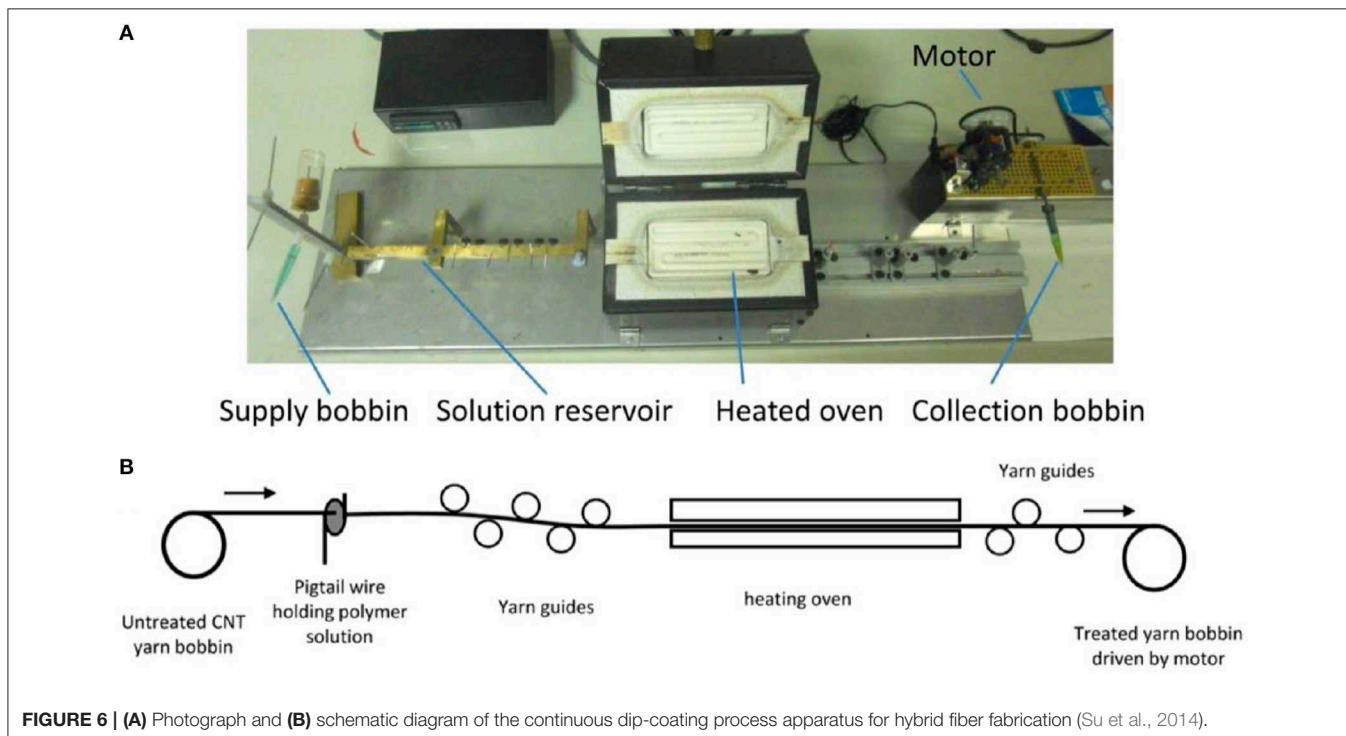 A
Motor
Supply bobbin
Solution reservoir
Heated oven
Collection bobbin
B
Yarn guides
Untreated CNT
yarn bobbin
Pigtail wire
holding polymer
solution
Yarn guides
heating oven
Treated yarn bobbin
driven by motor
FIGURE 6 | (A) Photograph and (B) schematic diagram of the continuous dip-coating process apparatus for hybrid fiber fabrication (Su et al., 2014).